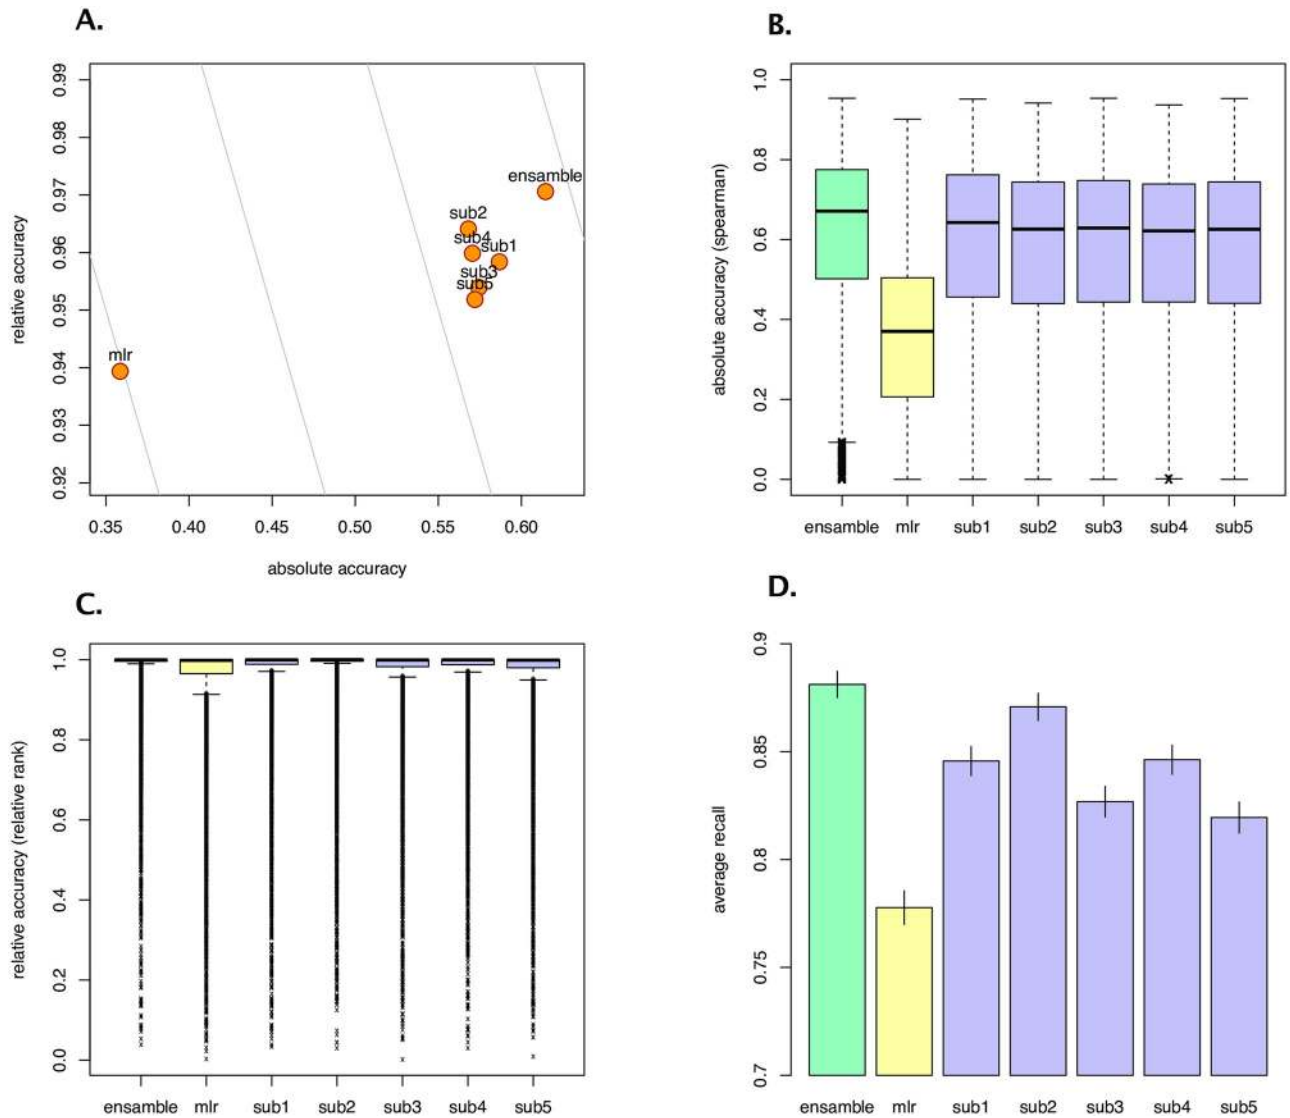 A.
relative accuracy
0.99
0.98
0.97
0.96
0.95
0.94
0.93
0.92
ensamble
sub2
sub4
sub1
sub3
sub5
mlr
0.35 0.40 0.45 0.50 0.55 0.60
absolute accuracy
B.
absolute accuracy (spearman)
1.0
0.8
0.6
0.4
0.2
0.0
ensamble mlr sub1 sub2 sub3 sub4 sub5
C.
relative accuracy (relative rank)
1.0
0.8
0.6
0.4
0.2
0.0
ensamble mlr sub1 sub2 sub3 sub4 sub5
D.
average recall
0.9
0.85
0.8
0.75
0.7
ensamble mlr sub1 sub2 sub3 sub4 sub5